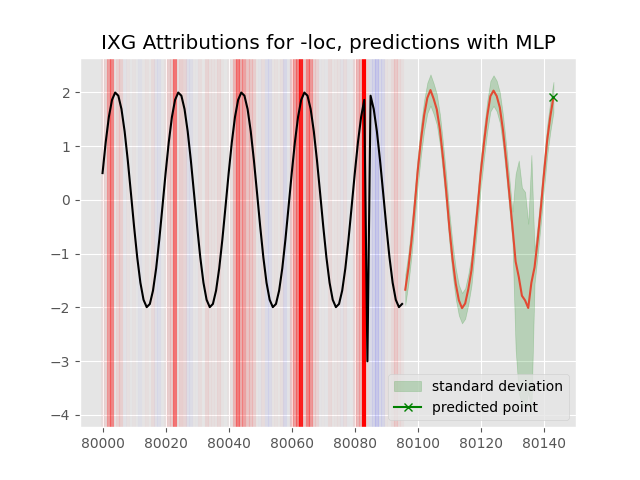 IXG Attributions for -loc, predictions with MLP
2
1
0
−1
−2
−3
−4
standard deviation
predicted point
80000 80020 80040 80060 80080 80100 80120 80140